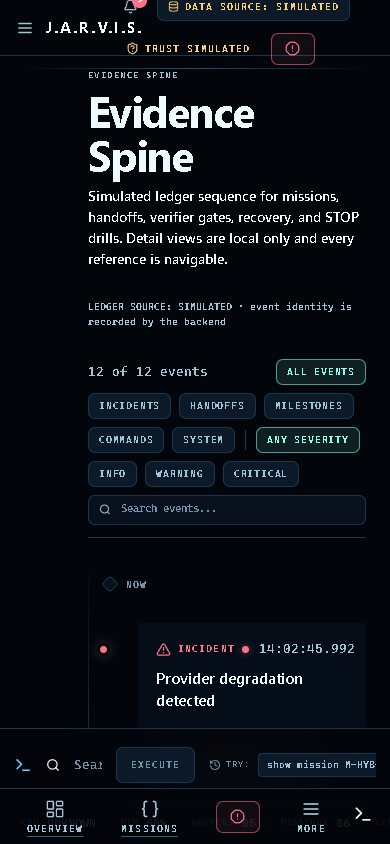 DATA SOURCE: SIMULATED
J.A.R.V.I.S.
TRUST SIMULATED
EVIDENCE SPINE
Evidence
Spine
Simulated ledger sequence for missions,
handoffs, verifier gates, recovery, and STOP
drills. Detail views are local only and every
reference is navigable.
LEDGER SOURCE: SIMULATED · event identity is
recorded by the backend
12 of 12 events
ALL EVENTS
INCIDENTS HANDOFFS MILESTONES
COMMANDS SYSTEM ANY SEVERITY
INFO WARNING CRITICAL
Search events...
NOW
INCIDENT 14:02:45.992
Provider degradation
detected
Sear EXECUTE TRY: show mission M-HYB
OVERVIEW MISSIONS MORE